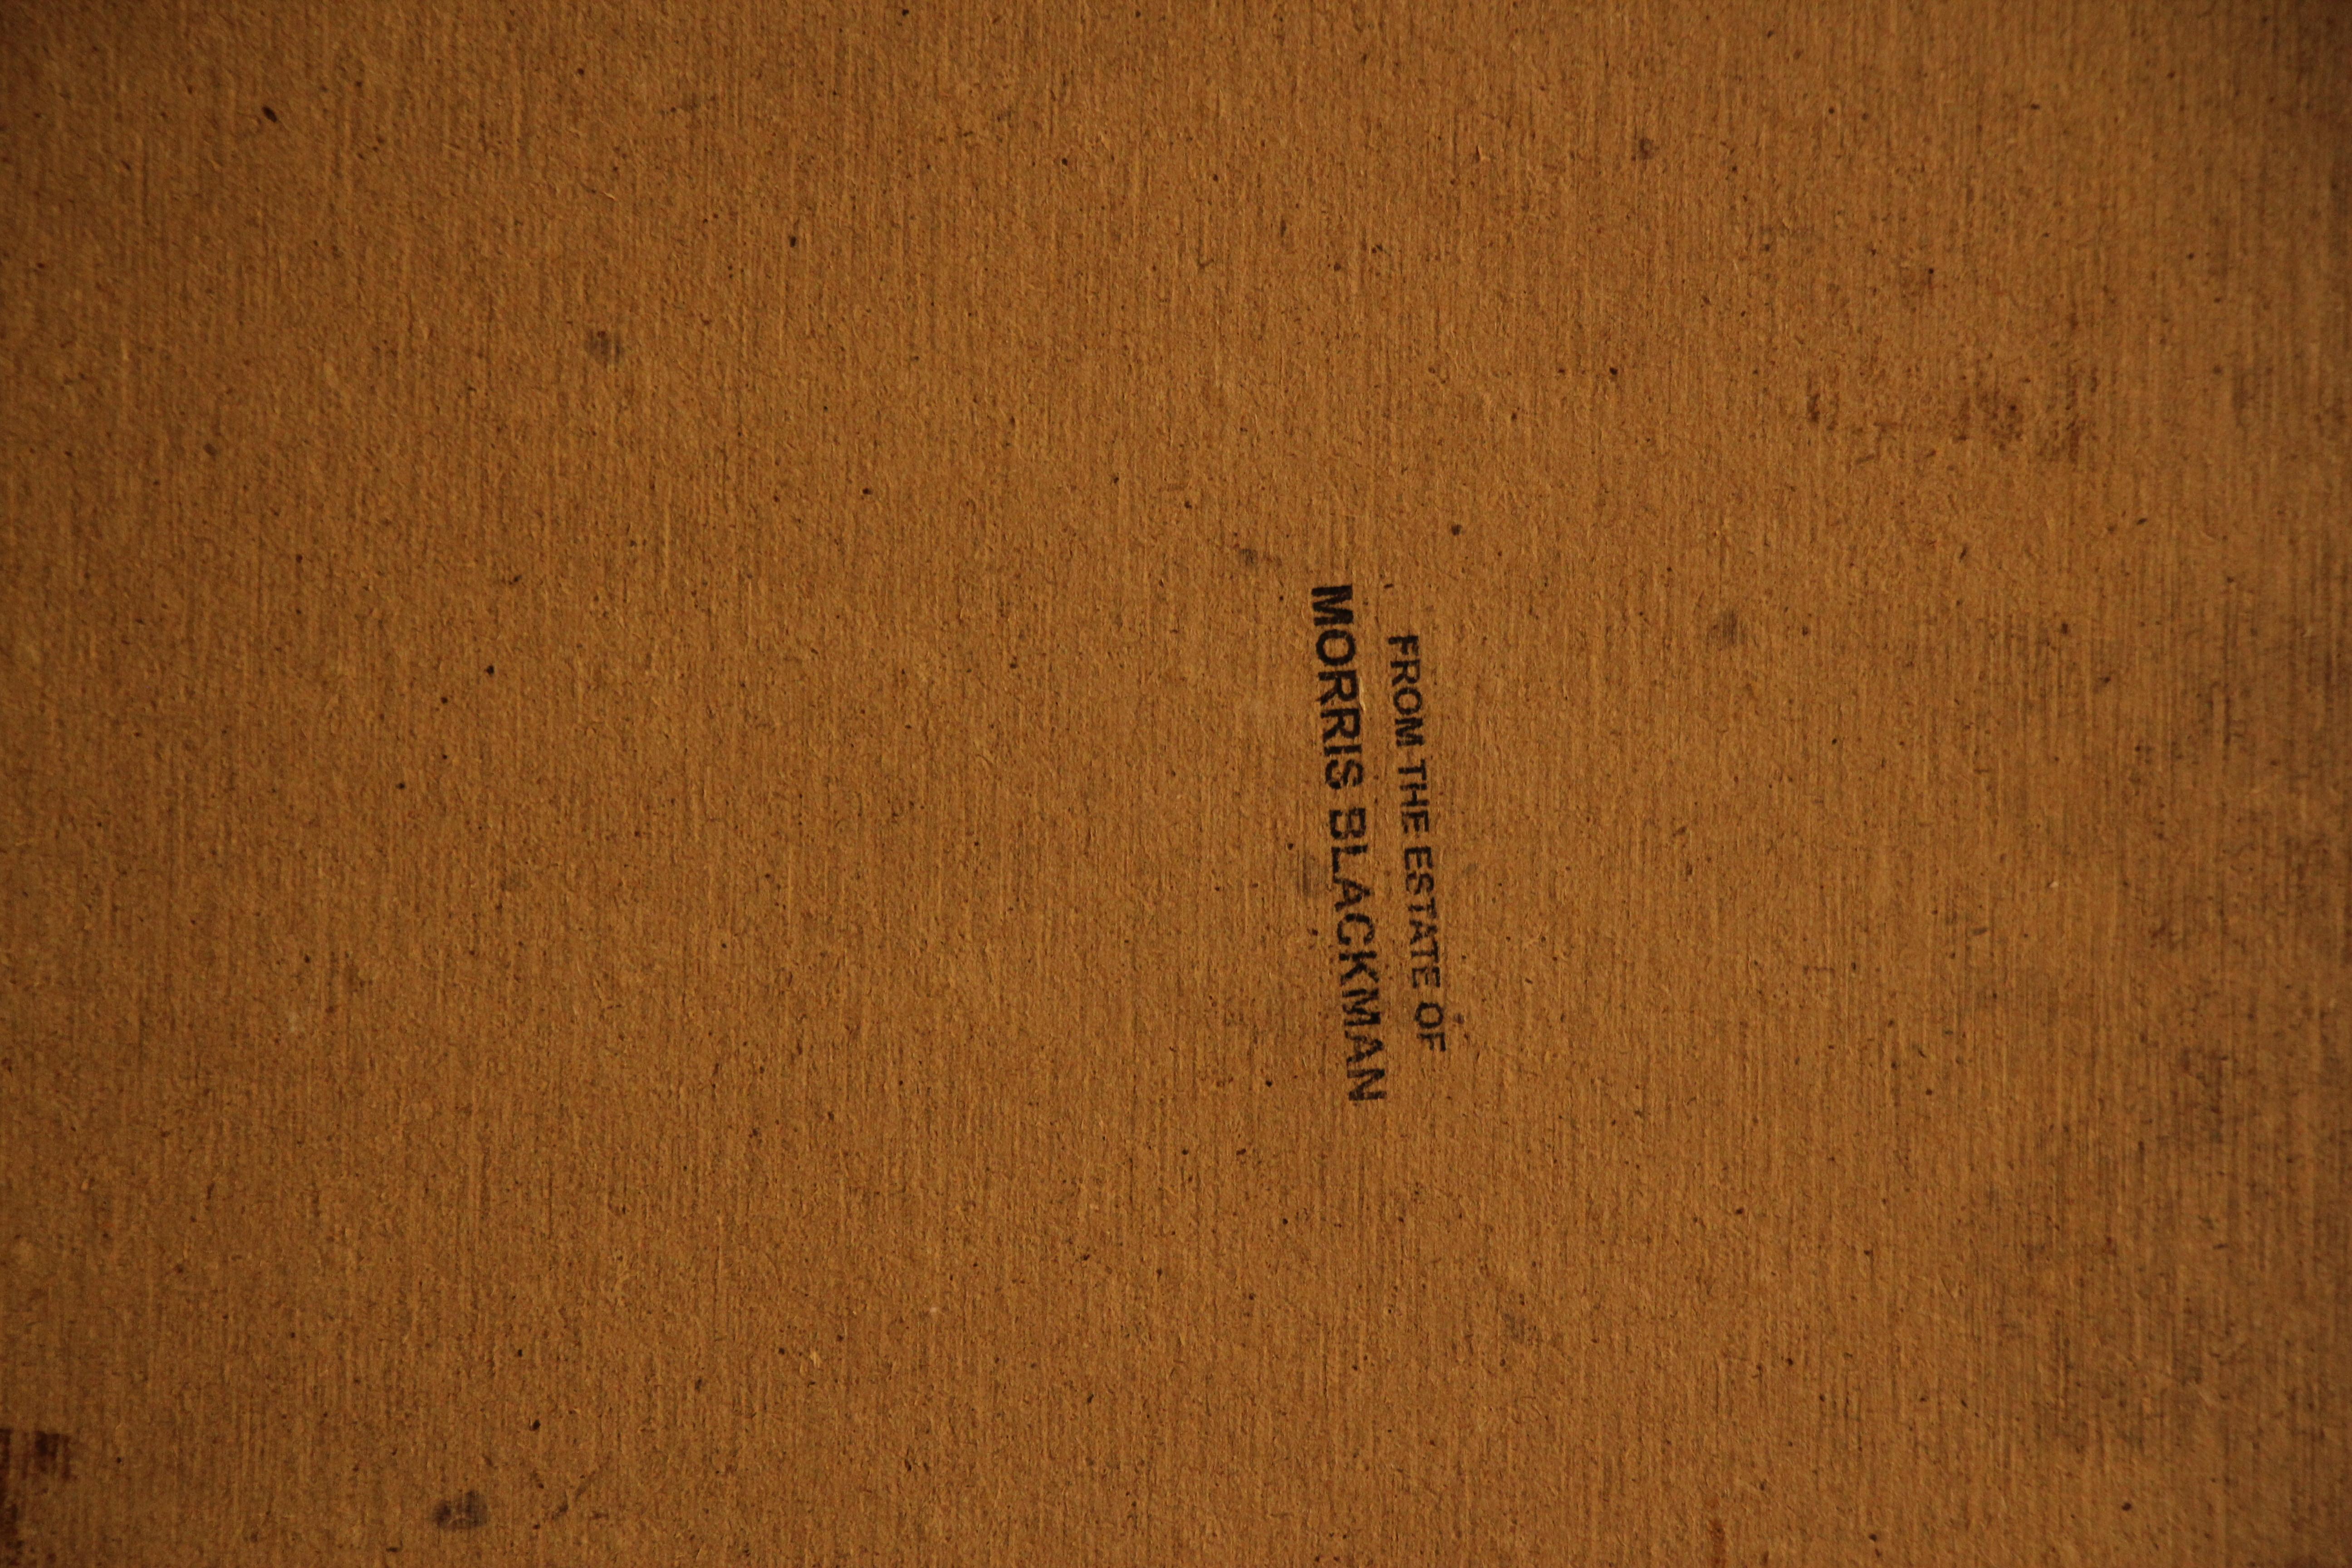 FROM THE ESTATE OF
MORRIS BLACKMAN